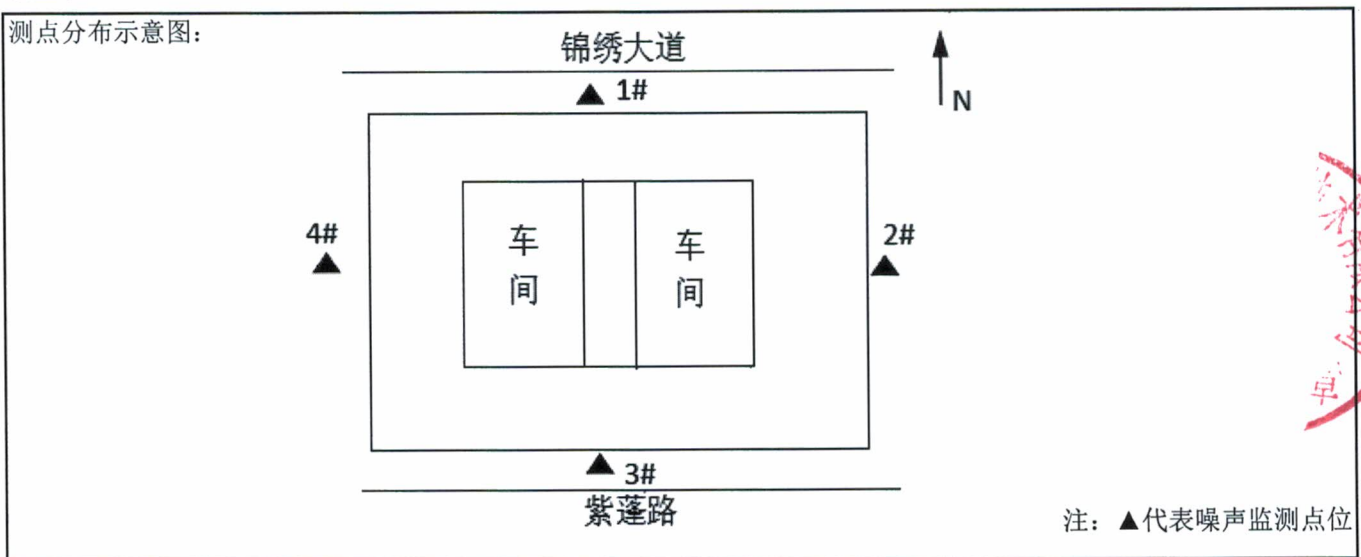 测点分布示意图：
锦绣大道
▲ 1#
N
4#
▲
车间
车间
2#
▲
▲ 3#
紫蓬路
注：▲代表噪声监测点位